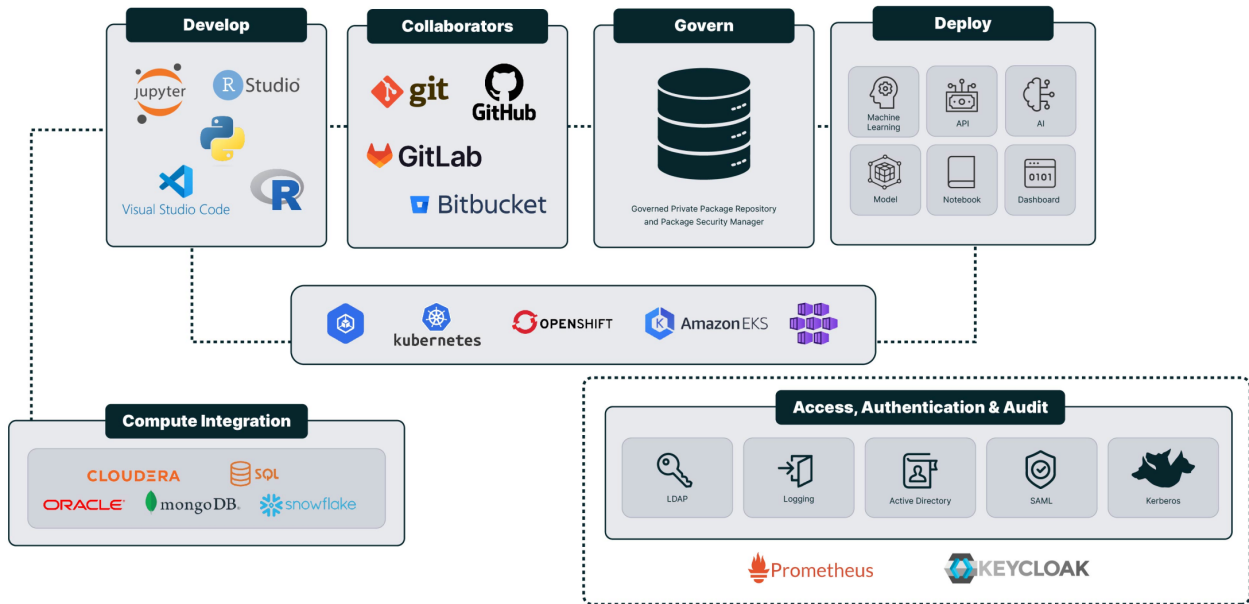 Develop
jupyter
R Studio
Visual Studio Code
R
Collaborators
git
GitHub
GitLab
Bitbucket
Govern
Governed Private Package Repository
and Package Security Manager
Deploy
Machine
Learning
API
AI
Model
0101
Notebook
Dashboard
kubernetes
OPENSHIFT
K
Amazon EKS
Compute Integration
CLOUDERA
SQL
ORACLE
mongoDB®
snowflake
Access, Authentication & Audit
LDAP
Logging
Active Directory
SAML
Kerberos
Prometheus
KEYCLOAK